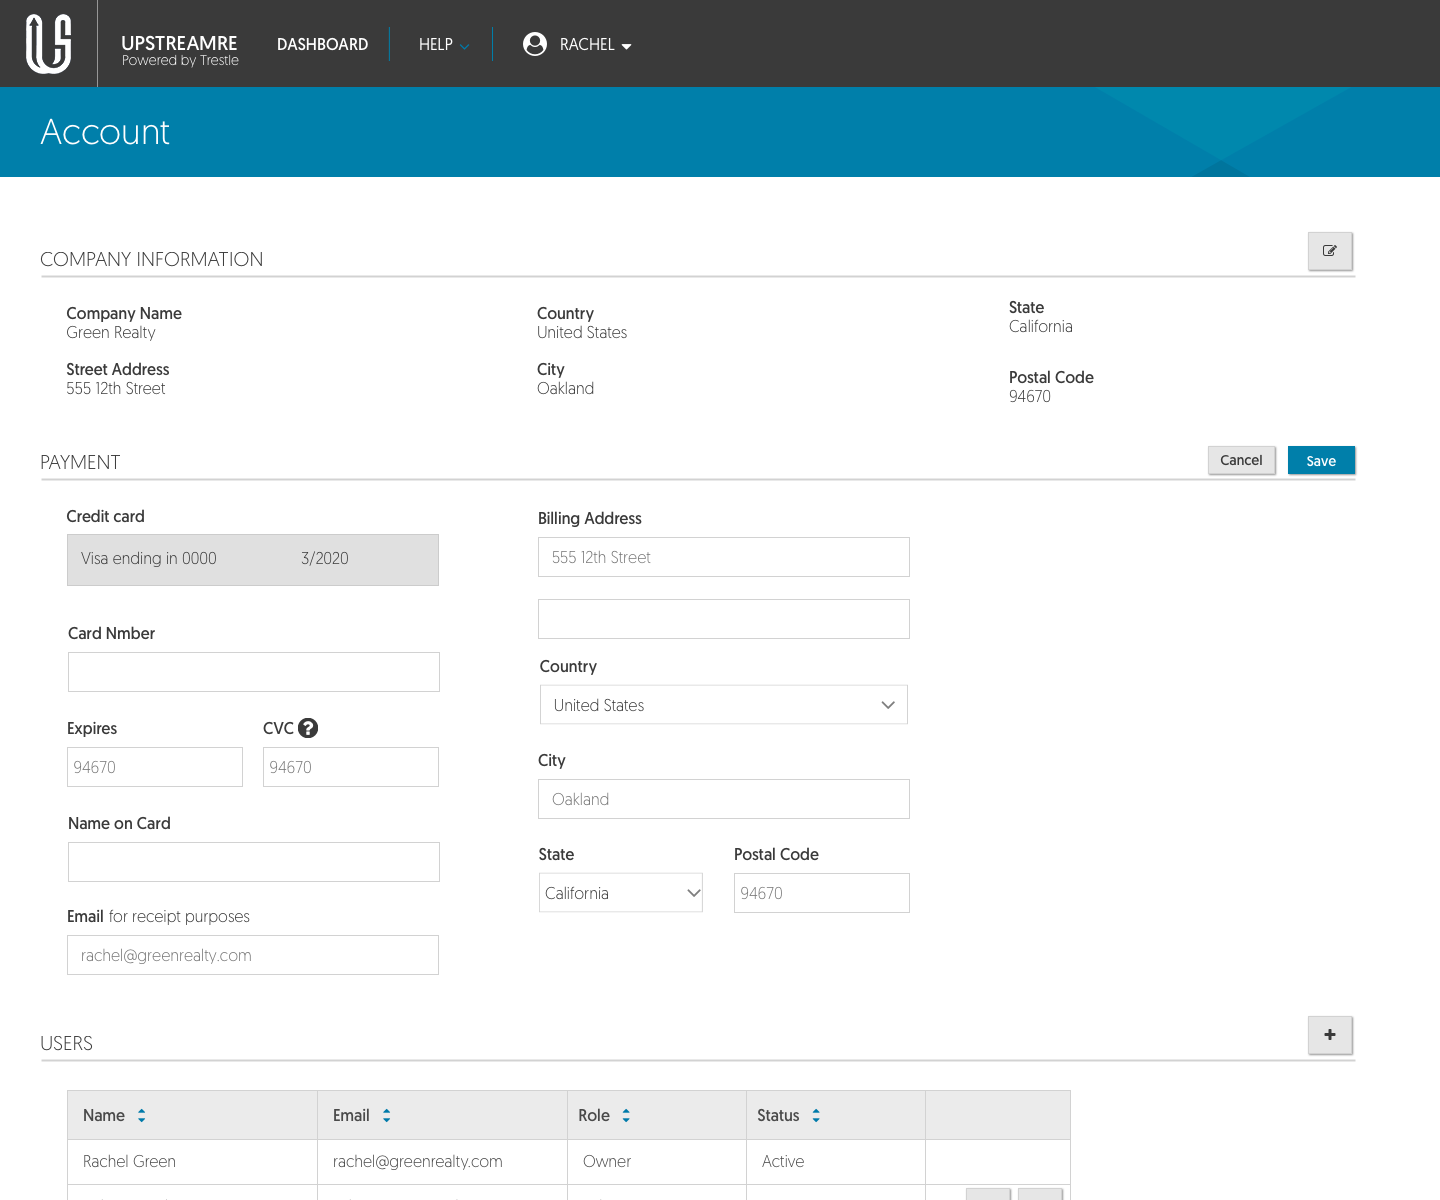 UPSTREAMRE
Powered by Trestle
DASHBOARD
HELP
RACHEL
Account
COMPANY INFORMATION
Company Name
Green Realty
Country
United States
State
California
Street Address
555 12th Street
City
Oakland
Postal Code
94670
PAYMENT
Cancel
Save
Credit card
Visa ending in 0000 3/2020
Card Nmber
Expires
CVC ?
94670
94670
Name on Card
Email for receipt purposes
rachel@greenrealty.com
Billing Address
555 12th Street
Country
United States
City
Oakland
State
Postal Code
California
94670
USERS
+
Name Email Role Status
Rachel Green rachel@greenrealty.com Owner Active